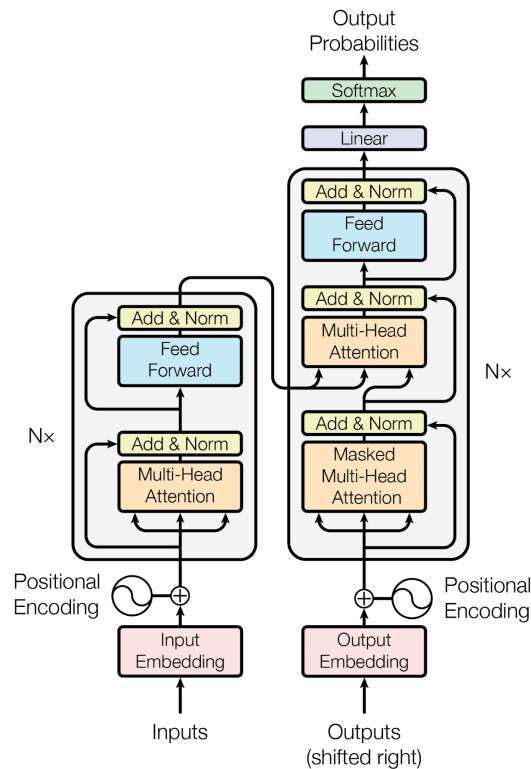 Output
Probabilities
Softmax
Linear
Add & Norm
Feed
Forward
Add & Norm
Multi-Head
Attention
Add & Norm
Masked
Multi-Head
Attention
N×
Add & Norm
Feed
Forward
Add & Norm
Multi-Head
Attention
N×
Positional
Encoding
Input
Embedding
Inputs
Positional
Encoding
Output
Embedding
Outputs
(shifted right)